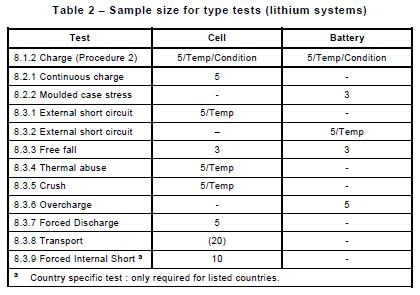 Table 2 – Sample size for type tests (lithium systems)
Test Cell Battery
8.1.2 Charge (Procedure 2) 5/Temp/Condition 5/Temp/Condition
8.2.1 Continuous charge 5 -
8.2.2 Moulded case stress - 3
8.3.1 External short circuit 5/Temp -
8.3.2 External short circuit – 5/Temp
8.3.3 Free fall 3 3
8.3.4 Thermal abuse 5/Temp -
8.3.5 Crush 5/Temp -
8.3.6 Overcharge - 5
8.3.7 Forced Discharge 5 -
8.3.8 Transport (20) -
8.3.9 Forced Internal Short a 10 -
a Country specific test : only required for listed countries.